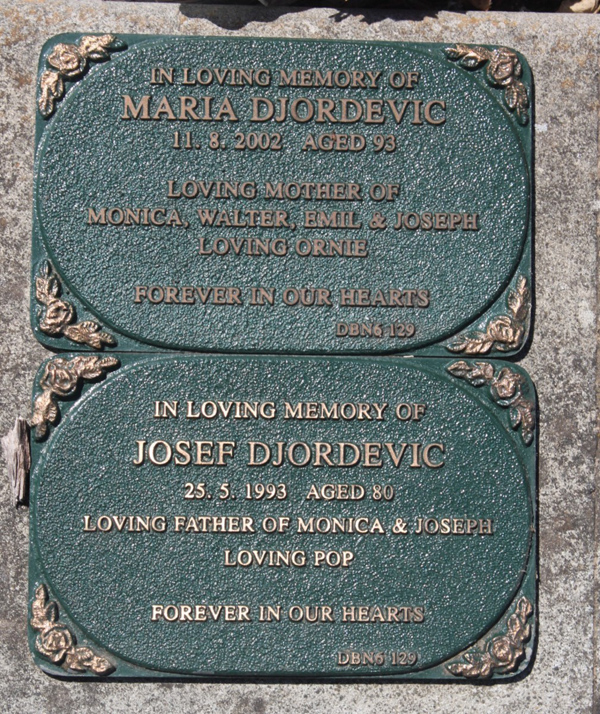 IN LOVING MEMORY OF
MARIA DJORDEVIC
11. 8. 2002 AGED 93
LOVING MOTHER OF
MONICA, WALTER, EMIL & JOSEPH
LOVING ORNIE
FOREVER IN OUR HEARTS
DBN6 129
IN LOVING MEMORY OF
JOSEF DJORDEVIC
25. 5. 1993 AGED 80
LOVING FATHER OF MONICA & JOSEPH
LOVING POP
FOREVER IN OUR HEARTS
DBN6 129